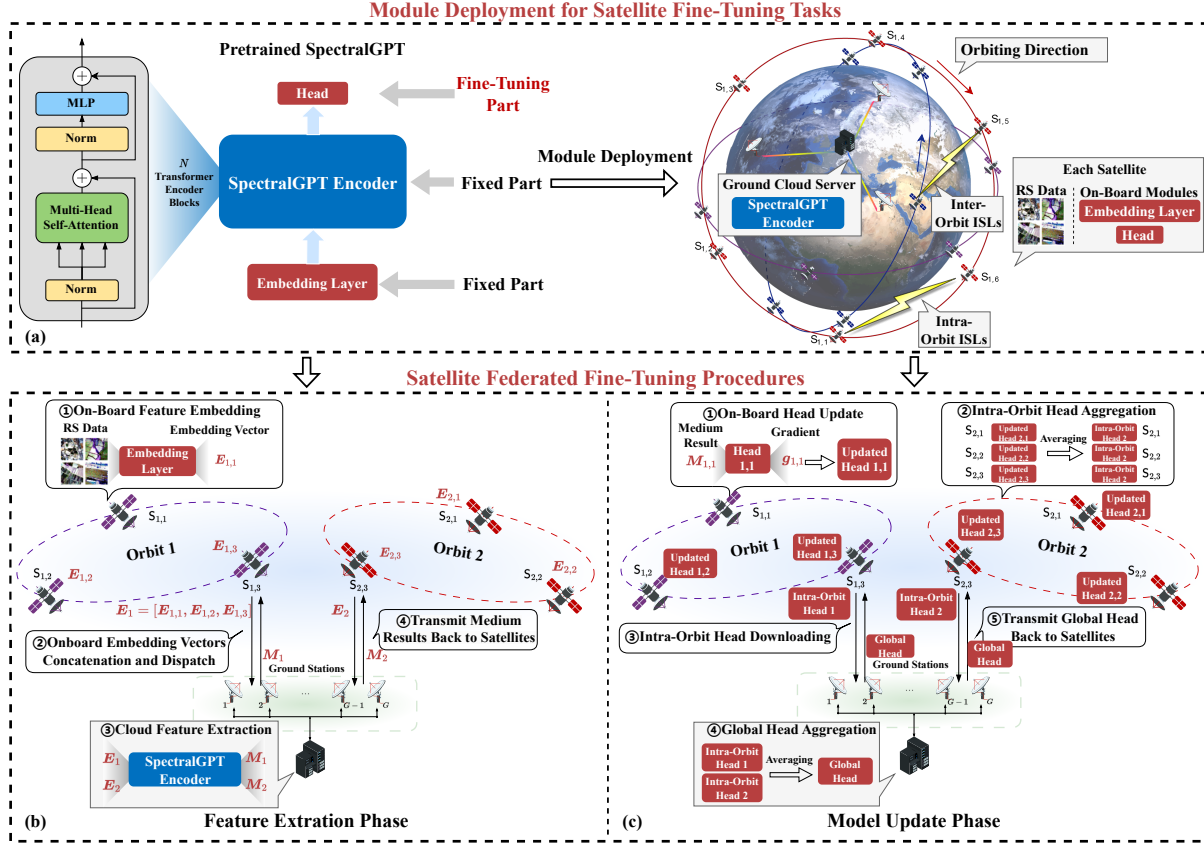 Module Deployment for Satellite Fine-Tuning Tasks
Pretrained SpectralGPT
MLP
Norm
Multi-Head
Self-Attention
Norm
N
Transformer
Encoder
Blocks
Head
SpectralGPT Encoder
Embedding Layer
Fine-Tuning
Part
Fixed Part
Fixed Part
Module Deployment
(a)
S1,4
Orbiting Direction
S1,3
S1,5
Ground Cloud Server
SpectralGPT
Encoder
Inter-
Orbit ISLs
S1,2
S1,6
S1,1
Intra-
Orbit ISLs
Each Satellite
RS Data
On-Board Modules
Embedding Layer
Head
Satellite Federated Fine-Tuning Procedures
①On-Board Feature Embedding
RS Data
Embedding Vector
Embedding
Layer
E1,1
S1,1
Orbit 1
E1,2
S1,2
E1,3
S1,3
E2,1
S2,1
Orbit 2
E2,3
S2,3
E2,2
S2,2
E1 = [E1,1, E1,2, E1,3]
E2
②Onboard Embedding Vectors
Concatenation and Dispatch
④Transmit Medium
Results Back to Satellites
M1
M2
Ground Stations
1
2
...
G−1
G
③Cloud Feature Extraction
E1
E2
SpectralGPT
Encoder
M1
M2
(b)
Feature Extration Phase
①On-Board Head Update
Medium
Result
Gradient
M1,1
Head
1,1
g1,1
Updated
Head 1,1
②Intra-Orbit Head Aggregation
S2,1
Updated
Head 2,1
Intra-Orbit
Head 2
S2,1
S2,2
Updated
Head 2,2
Averaging
Intra-Orbit
Head 2
S2,2
S2,3
Updated
Head 2,3
Intra-Orbit
Head 2
S2,3
S1,1
Orbit 1
Updated
Head 1,2
S1,2
Updated
Head 1,3
S1,3
Updated
Head 2,1
S2,1
Updated
Head 2,3
Orbit 2
S2,3
S2,2
Updated
Head 2,2
Intra-Orbit
Head 1
Intra-Orbit
Head 2
③Intra-Orbit Head Downloading
⑤Transmit Global Head
Back to Satellites
Global
Head
Global
Head
Ground Stations
1
2
...
G−1
G
④Global Head Aggregation
Intra-Orbit
Head 1
Intra-Orbit
Head 2
Averaging
Global
Head
(c)
Model Update Phase